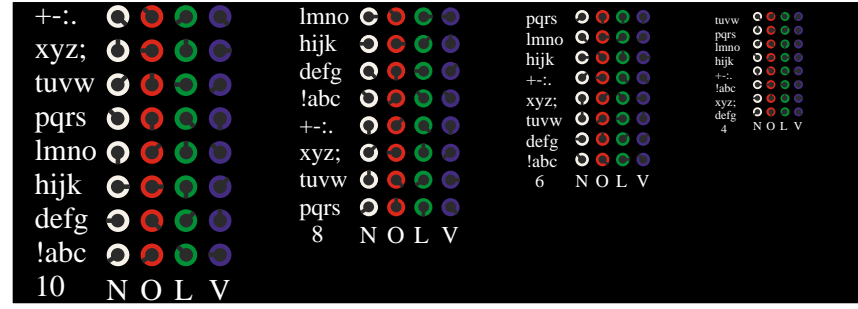 +-:.
xyz;
tuvw
pqrs
lmno
hijk
defg
!abc
10 N O L V
lmno
hijk
defg
!abc
+-:.
xyz;
tuvw
pqrs
8 N O L V
pqrs
lmno
hijk
+-:.
xyz;
tuvw
defg
!abc
6 N O L V
tuvw
pqrs
lmno
hijk
+-:.
!abc
xyz;
defg
4 N O L V